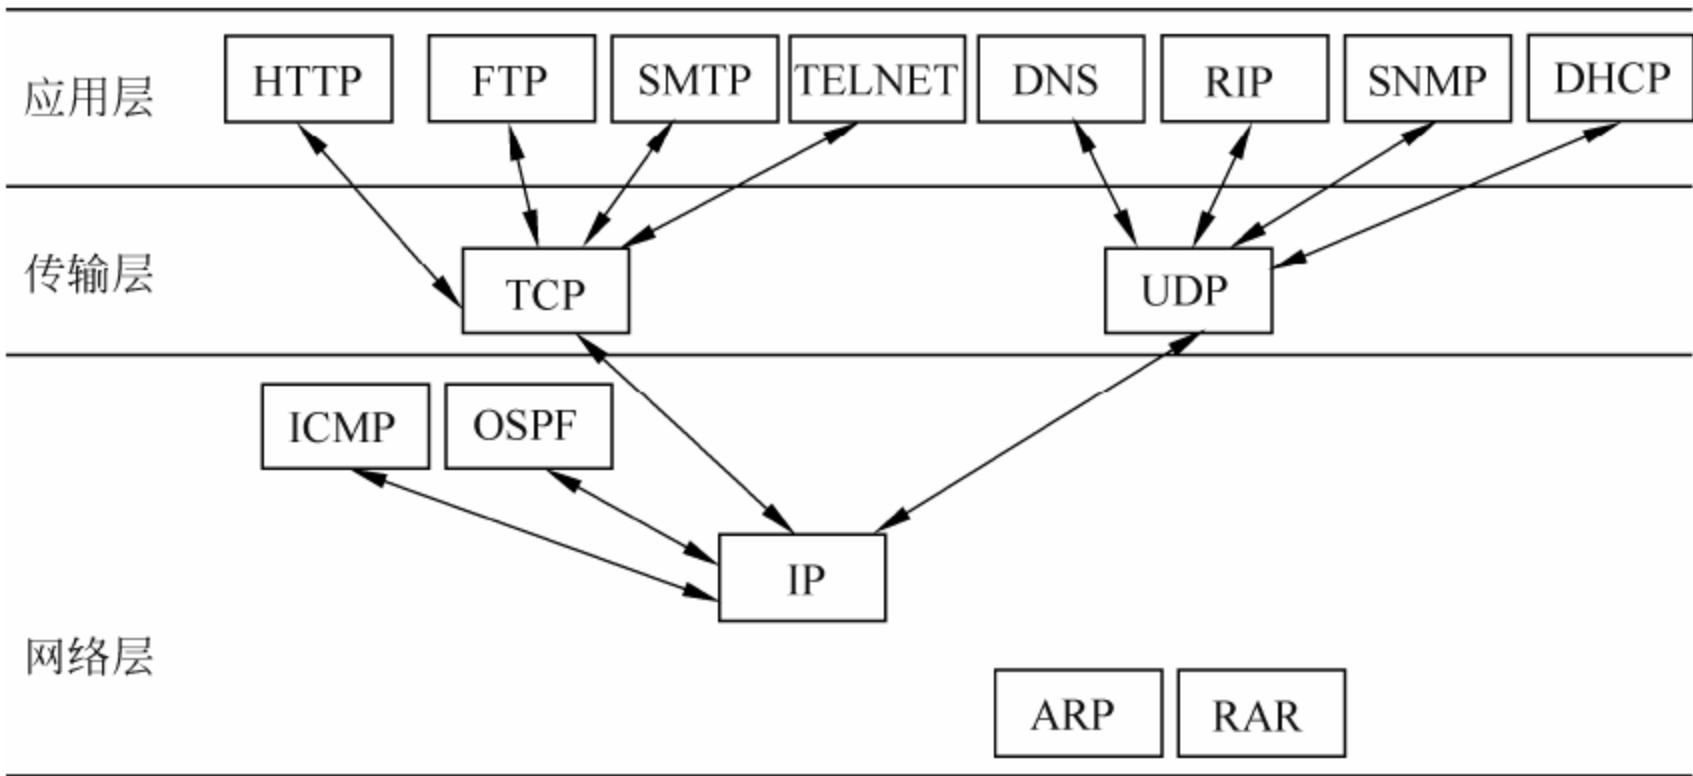 应用层 HTTP FTP SMTP TELNET DNS RIP SNMP DHCP
传输层 TCP UDP
ICMP OSPF
IP
网络层
ARP RAR